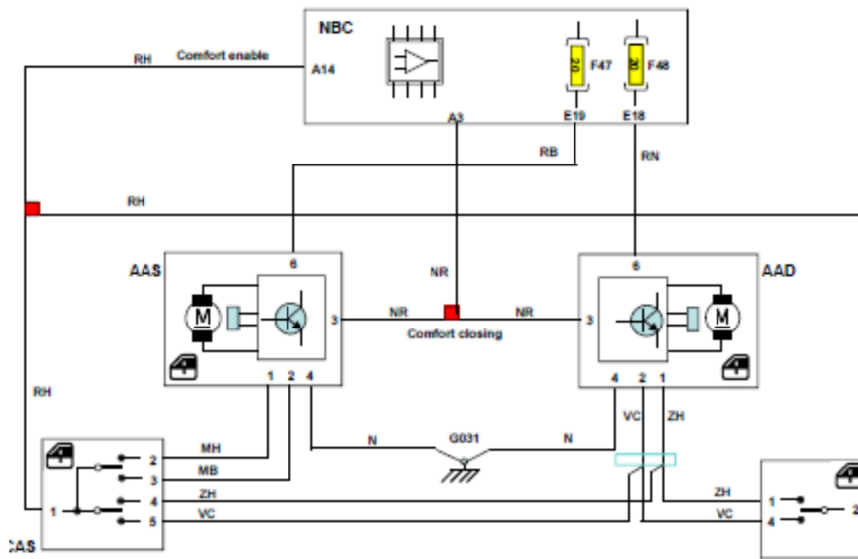 NBC
RH
Comfort enable
A14
20
F47
20
F48
A3
E19
E18
RB
RN
RH
AAS
6
NR
6
AAD
M
3
NR
NR
3
M
Comfort closing
1 2 4
4 2 1
RH
VC
ZH
MH
N
G031
N
2
MB
3
ZH
4
ZH
1
1
VC
5
VC
4
2
CAS